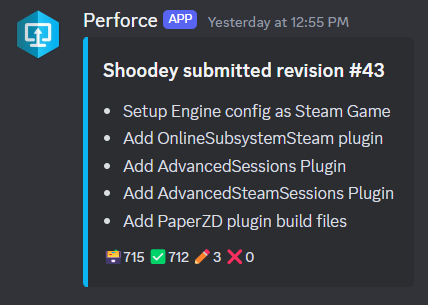 Perforce APP Yesterday at 12:55 PM
Shoodey submitted revision #43
• Setup Engine config as Steam Game
• Add OnlineSubsystemSteam plugin
• Add AdvancedSessions Plugin
• Add AdvancedSteamSessions Plugin
• Add PaperZD plugin build files
715 ✅ 712 ✏️ 3 ❌ 0